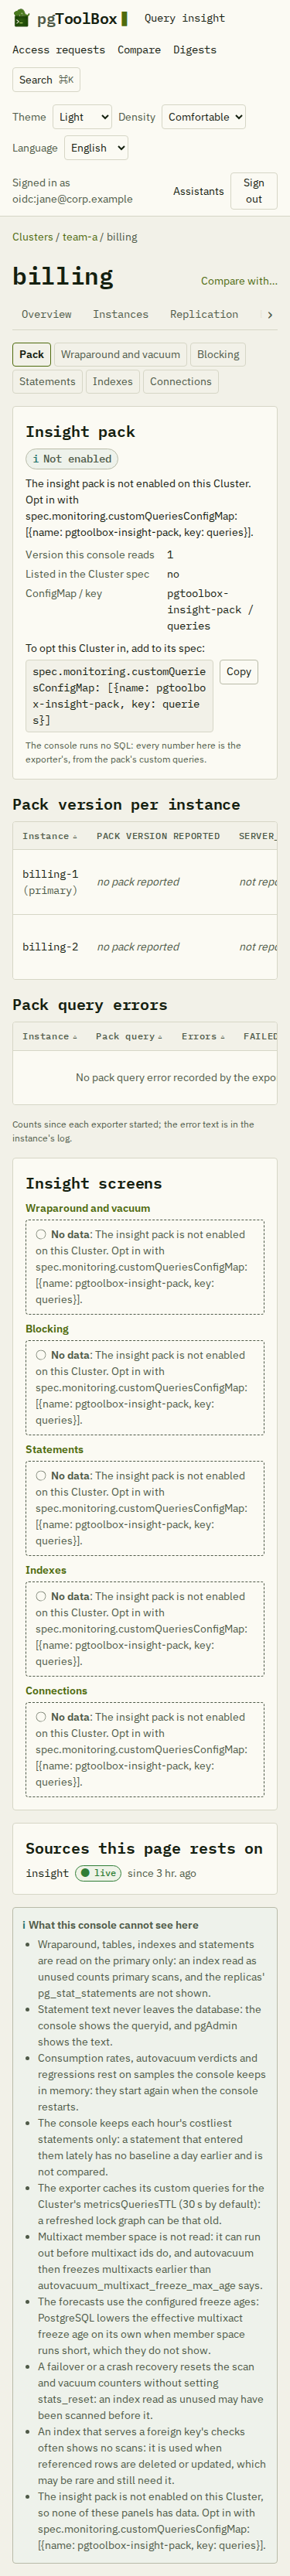 pgToolBox Query insight
Access requests Compare Digests
Search ⌘K
Theme Light Density Comfortable
Language English
Signed in as
oidc:jane@corp.example
Assistants
Sign
out
Clusters / team-a / billing
billing
Compare with...
Overview Instances Replication
Pack Wraparound and vacuum Blocking
Statements Indexes Connections
Insight pack
i Not enabled
The insight pack is not enabled on this Cluster.
Opt in with
spec.monitoring.customQueriesConfigMap:
[{name: pgtoolbox-insight-pack, key: queries}].
Version this console reads 1
Listed in the Cluster spec no
ConfigMap / key pgtoolbox-
insight-pack /
queries
To opt this Cluster in, add to its spec:
spec.monitoring.customQuerie
sConfigMap: [{name: pgtoolbo
x-insight-pack, key: querie
s}]
Copy
The console runs no SQL: every number here is the
exporter's, from the pack's custom queries.
Pack version per instance
Instance PACK VERSION REPORTED SERVER_
billing-1
(primary)
no pack reported not repo
billing-2 no pack reported not repo
Pack query errors
Instance Pack query Errors FAILED
No pack query error recorded by the expo
Counts since each exporter started; the error text is in the
instance's log.
Insight screens
Wraparound and vacuum
No data: The insight pack is not enabled
on this Cluster. Opt in with
spec.monitoring.customQueriesConfigMap:
[{name: pgtoolbox-insight-pack, key:
queries}].
Blocking
No data: The insight pack is not enabled
on this Cluster. Opt in with
spec.monitoring.customQueriesConfigMap:
[{name: pgtoolbox-insight-pack, key:
queries}].
Statements
No data: The insight pack is not enabled
on this Cluster. Opt in with
spec.monitoring.customQueriesConfigMap:
[{name: pgtoolbox-insight-pack, key:
queries}].
Indexes
No data: The insight pack is not enabled
on this Cluster. Opt in with
spec.monitoring.customQueriesConfigMap:
[{name: pgtoolbox-insight-pack, key:
queries}].
Connections
No data: The insight pack is not enabled
on this Cluster. Opt in with
spec.monitoring.customQueriesConfigMap:
[{name: pgtoolbox-insight-pack, key:
queries}].
Sources this page rests on
insight live since 3 hr. ago
i What this console cannot see here
• Wraparound, tables, indexes and statements
are read on the primary only: an index read as
unused counts primary scans, and the replicas'
pg_stat_statements are not shown.
• Statement text never leaves the database: the
console shows the queryid, and pgAdmin
shows the text.
• Consumption rates, autovacuum verdicts and
regressions rest on samples the console keeps
in memory: they start again when the console
restarts.
• The console keeps each hour's costliest
statements only: a statement that entered
them lately has no baseline a day earlier and is
not compared.
• The exporter caches its custom queries for the
Cluster's metricsQueriesTTL (30 s by default):
a refreshed lock graph can be that old.
• Multixact member space is not read: it can run
out before multixact ids do, and autovacuum
then freezes multixacts earlier than
autovacuum_multixact_freeze_max_age says.
• The forecasts use the configured freeze ages:
PostgreSQL lowers the effective multixact
freeze age on its own when member space
runs short, which they do not show.
• A failover or a crash recovery resets the scan
and vacuum counters without setting
stats_reset: an index read as unused may have
been scanned before it.
• An index that serves a foreign key's checks
often shows no scans: it is used when
referenced rows are deleted or updated, which
may be rare and still need it.
• The insight pack is not enabled on this Cluster,
so none of these panels has data. Opt in with
spec.monitoring.customQueriesConfigMap:
[{name: pgtoolbox-insight-pack, key: queries}].